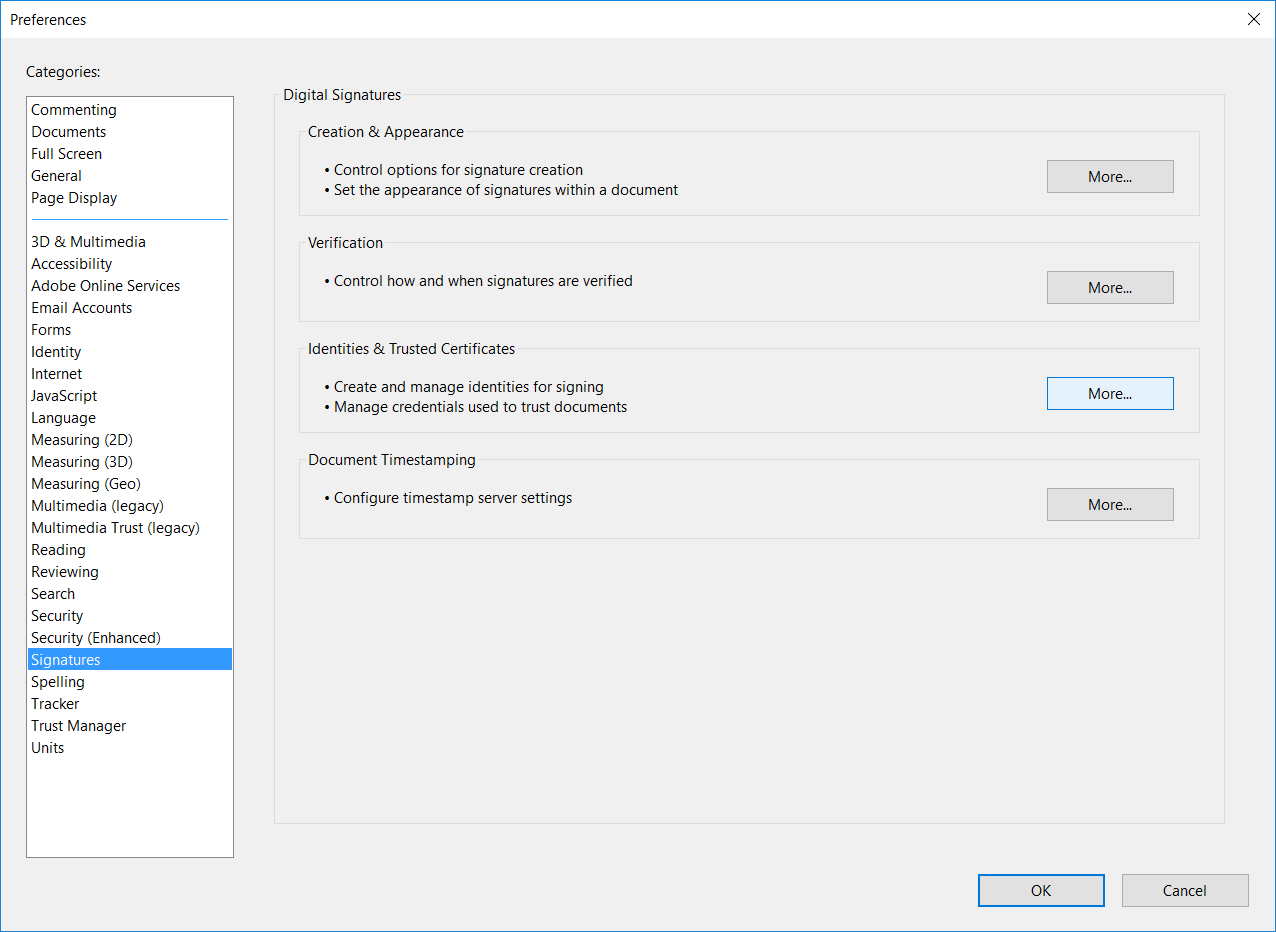 Preferences
Categories:
Commenting
Documents
Full Screen
General
Page Display
3D & Multimedia
Accessibility
Adobe Online Services
Email Accounts
Forms
Identity
Internet
JavaScript
Language
Measuring (2D)
Measuring (3D)
Measuring (Geo)
Multimedia (legacy)
Multimedia Trust (legacy)
Reading
Reviewing
Search
Security
Security (Enhanced)
Signatures
Spelling
Tracker
Trust Manager
Units
Digital Signatures
Creation & Appearance
• Control options for signature creation
• Set the appearance of signatures within a document
More...
Verification
• Control how and when signatures are verified
More...
Identities & Trusted Certificates
• Create and manage identities for signing
• Manage credentials used to trust documents
More...
Document Timestamping
• Configure timestamp server settings
More...
OK
Cancel